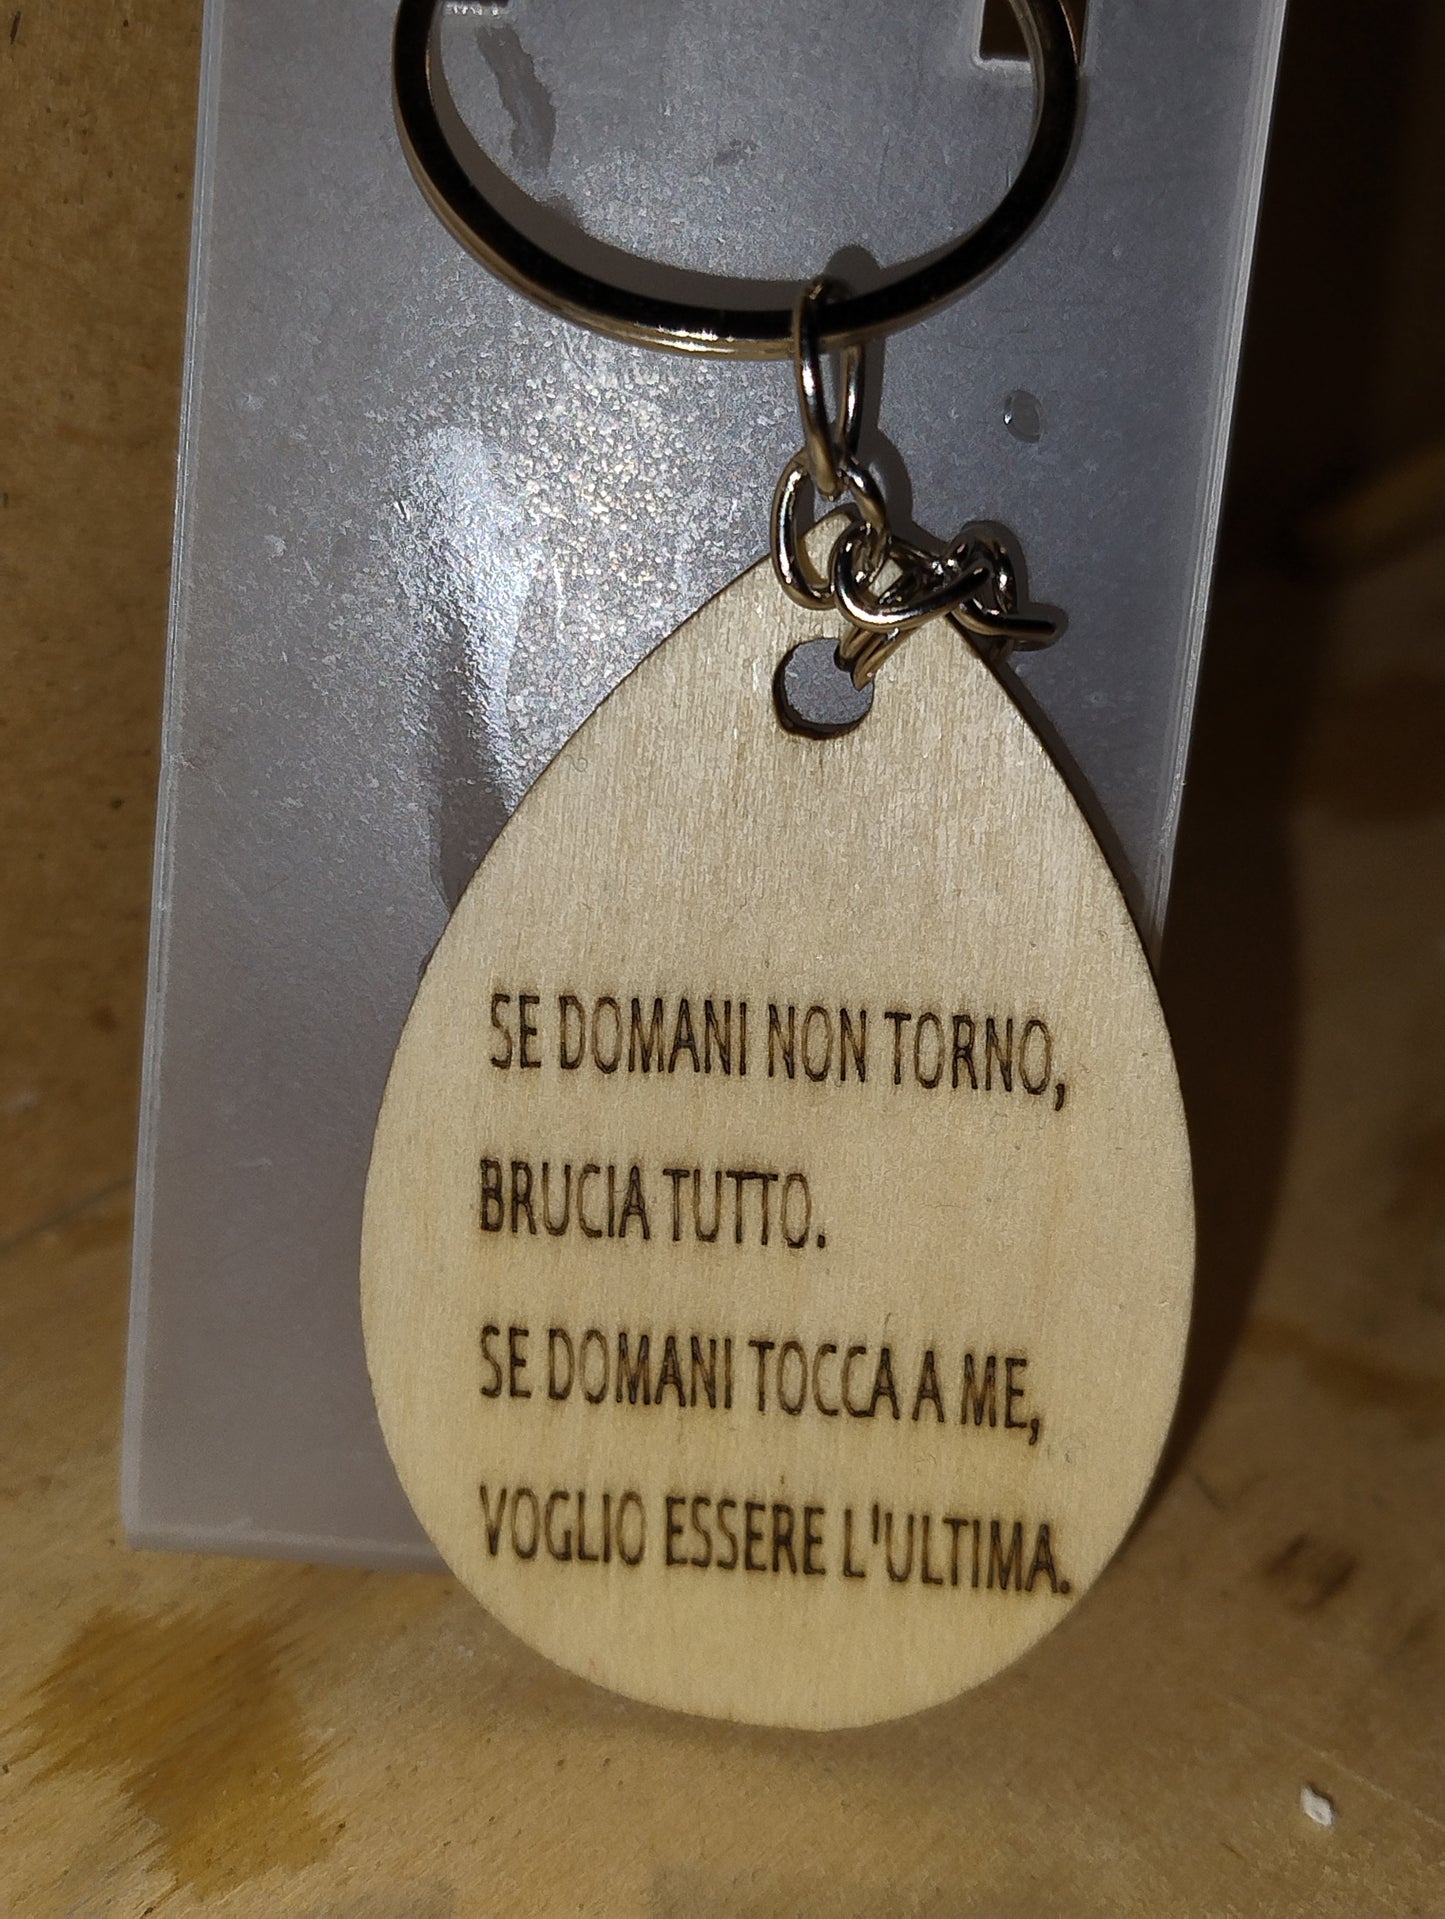 SE DOMANI NON TORNO,
BRUCIA TUTTO.
SE DOMANI TOCCA A ME,
VOGLIO ESSERE L'ULTIMA.